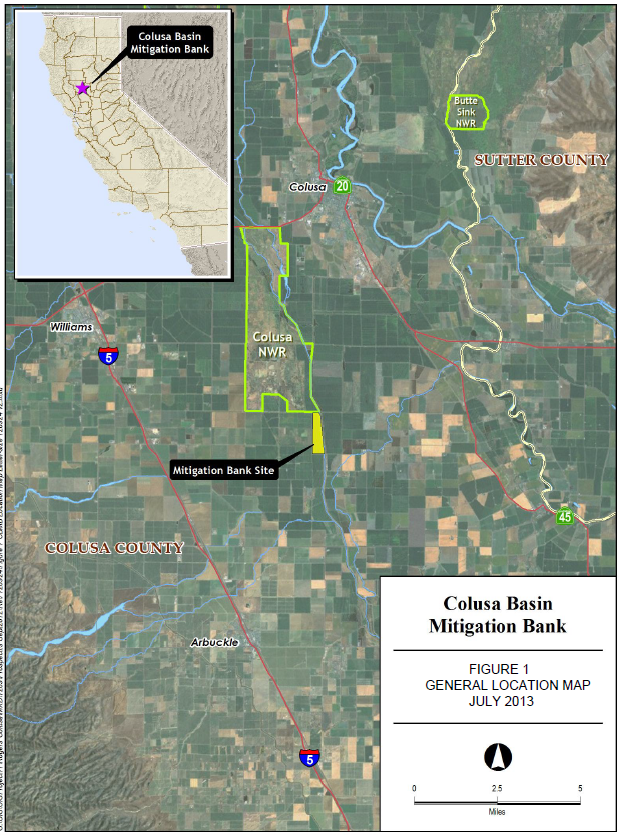 Colusa Basin
Mitigation Bank
Butte
Sink
NWR
SUTTER COUNTY
Colusa
20
Williams
5
Colusa
NWR
Mitigation Bank Site
45
COLUSA COUNTY
Arbuckle
5
Colusa Basin
Mitigation Bank
FIGURE 1
GENERAL LOCATION MAP
JULY 2013
0 2.5 5
Miles